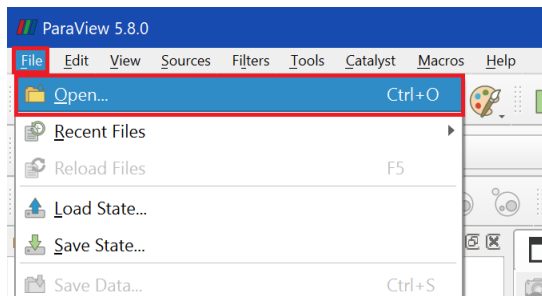 ParaView 5.8.0
File Edit View Sources Filters Tools Catalyst Macros Help
Open... Ctrl+O
Recent Files
Reload Files F5
Load State...
Save State...
Save Data... Ctrl+S